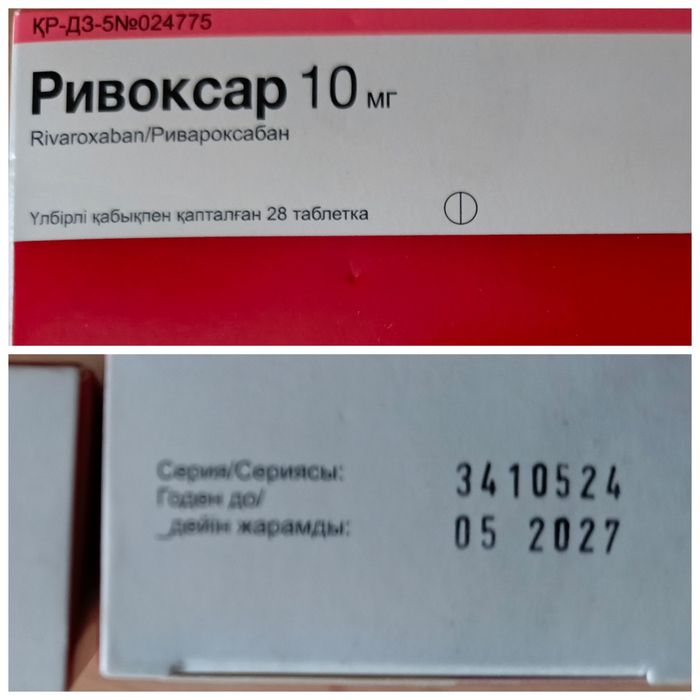 ҚР-ДЗ-5№024775
Ривоксар 10 мг
Rivaroxaban/Ривароксабан
Үлбірлі қабықпен қапталған 28 таблетка
Серия/Сериясы: 3410524
Годен до/
_дейін жарамды: 05 2027